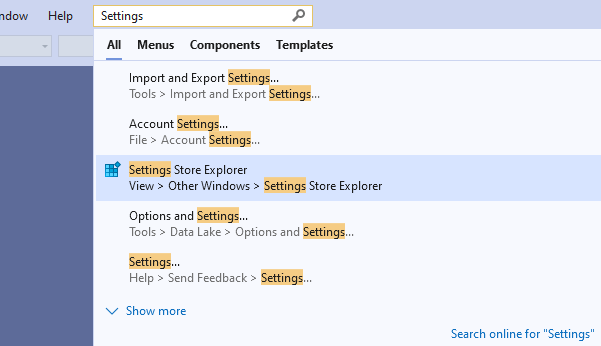 ndow Help Settings
All Menus Components Templates
Import and Export Settings...
Tools > Import and Export Settings...
Account Settings...
File > Account Settings...
Settings Store Explorer
View > Other Windows > Settings Store Explorer
Options and Settings...
Tools > Data Lake > Options and Settings...
Settings...
Help > Send Feedback > Settings...
Show more
Search online for "Settings"